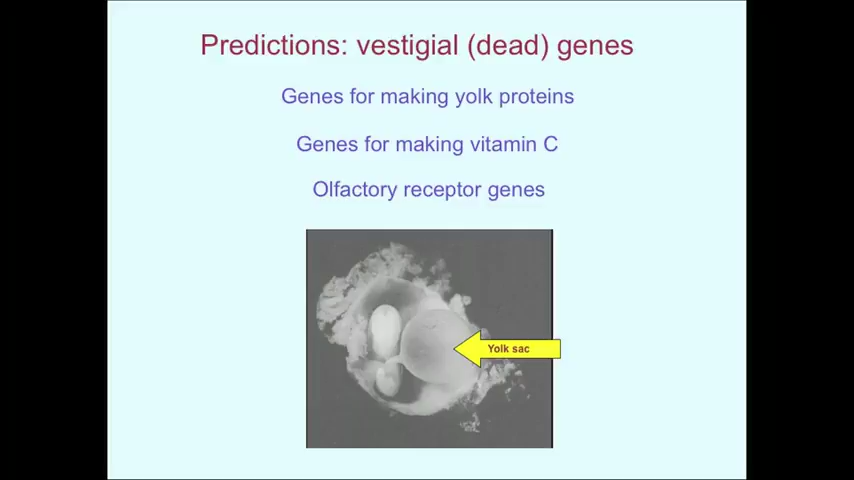 Predictions: vestigial (dead) genes
Genes for making yolk proteins
Genes for making vitamin C
Olfactory receptor genes
Yolk sac